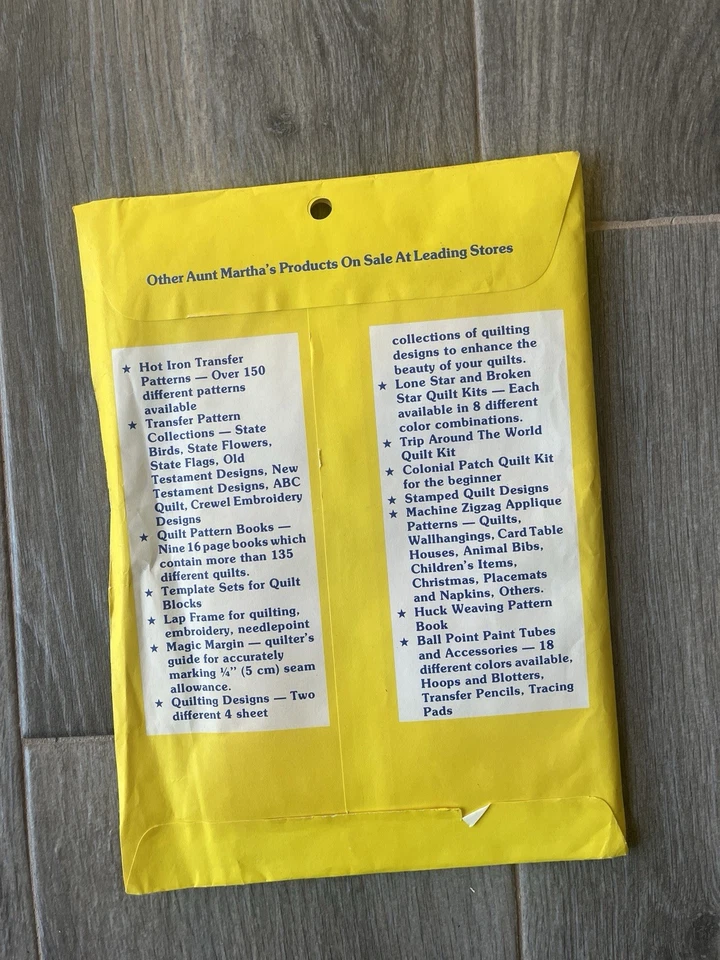 Other Aunt Martha's Products On Sale At Leading Stores
★ Hot Iron Transfer
Patterns — Over 150
different patterns
available
★ Transfer Pattern
Collections — State
Birds, State Flowers,
State Flags, Old
Testament Designs, New
Testament Designs, ABC
Quilt, Crewel Embroidery
Designs
★ Quilt Pattern Books —
Nine 16 page books which
contain more than 135
different quilts.
★ Template Sets for Quilt
Blocks
★ Lap Frame for quilting,
embroidery, needlepoint
★ Magic Margin — quilter's
guide for accurately
marking ¼" (5 cm) seam
allowance.
★ Quilting Designs — Two
different 4 sheet
collections of quilting
designs to enhance the
beauty of your quilts.
★ Lone Star and Broken
Star Quilt Kits — Each
available in 8 different
color combinations.
★ Trip Around The World
Quilt Kit
★ Colonial Patch Quilt Kit
for the beginner
★ Stamped Quilt Designs
★ Machine Zigzag Applique
Patterns — Quilts,
Wallhangings, Card Table
Houses, Animal Bibs,
Children's Items,
Christmas, Placemats
and Napkins, Others.
★ Huck Weaving Pattern
Book
★ Ball Point Paint Tubes
and Accessories — 18
different colors available,
Hoops and Blotters,
Transfer Pencils, Tracing
Pads